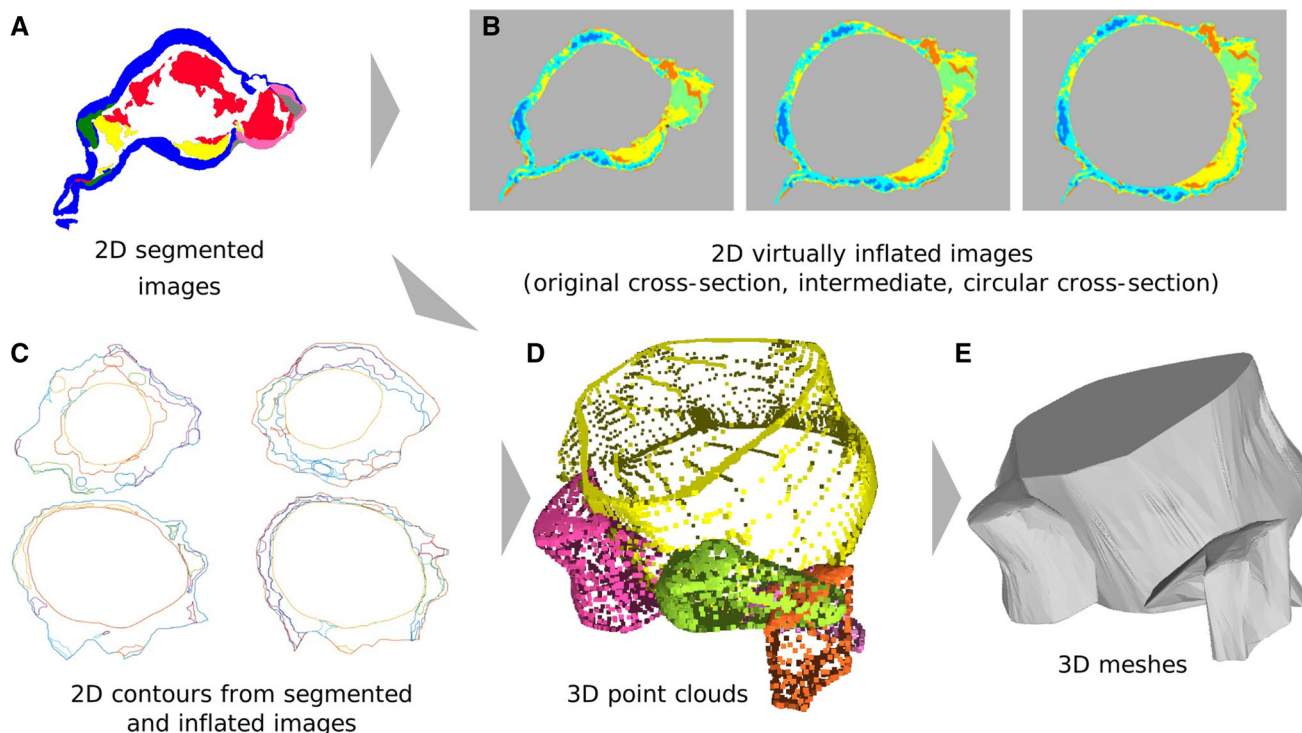 A
B
2D segmented
images
2D virtually inflated images
(original cross-section, intermediate, circular cross-section)
C
D
E
2D contours from segmented
and inflated images
3D point clouds
3D meshes